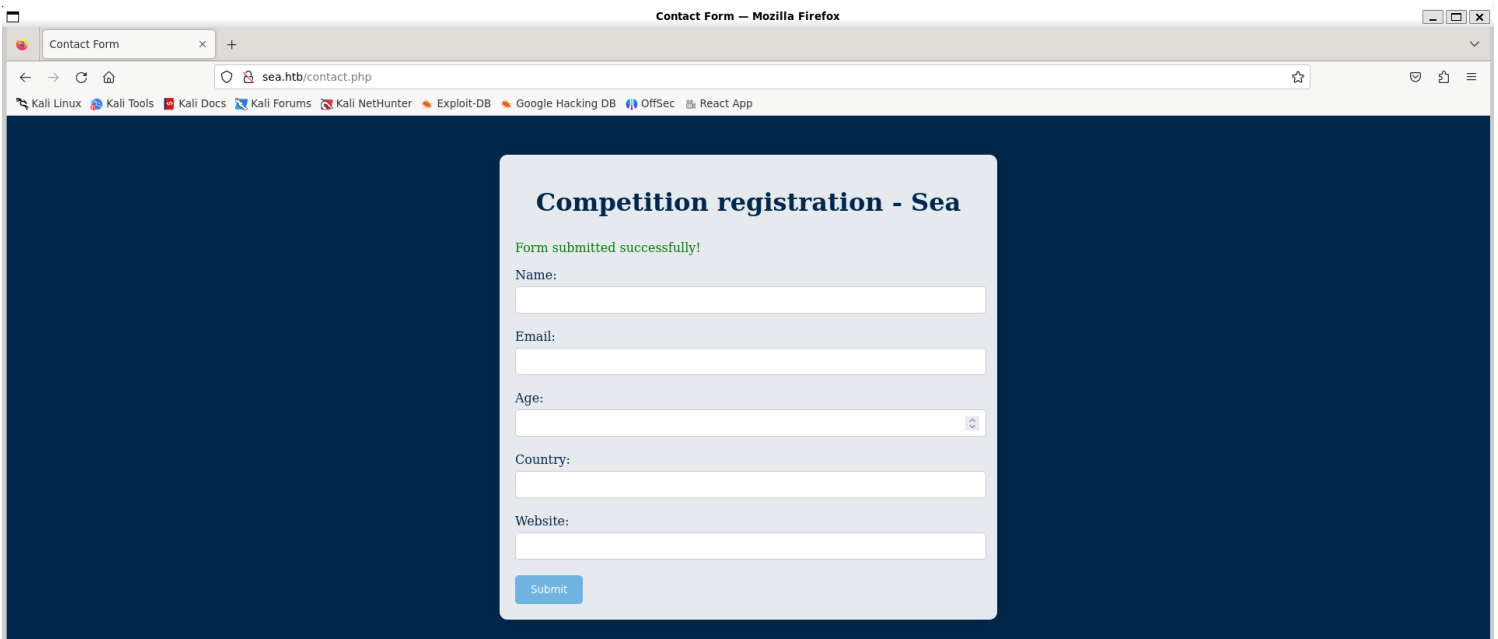 Contact Form — Mozilla Firefox
Contact Form
sea.htb/contact.php
Kali Linux Kali Tools Kali Docs Kali Forums Kali NetHunter Exploit-DB Google Hacking DB OffSec React App
Competition registration - Sea
Form submitted successfully!
Name:
Email:
Age:
Country:
Website:
Submit